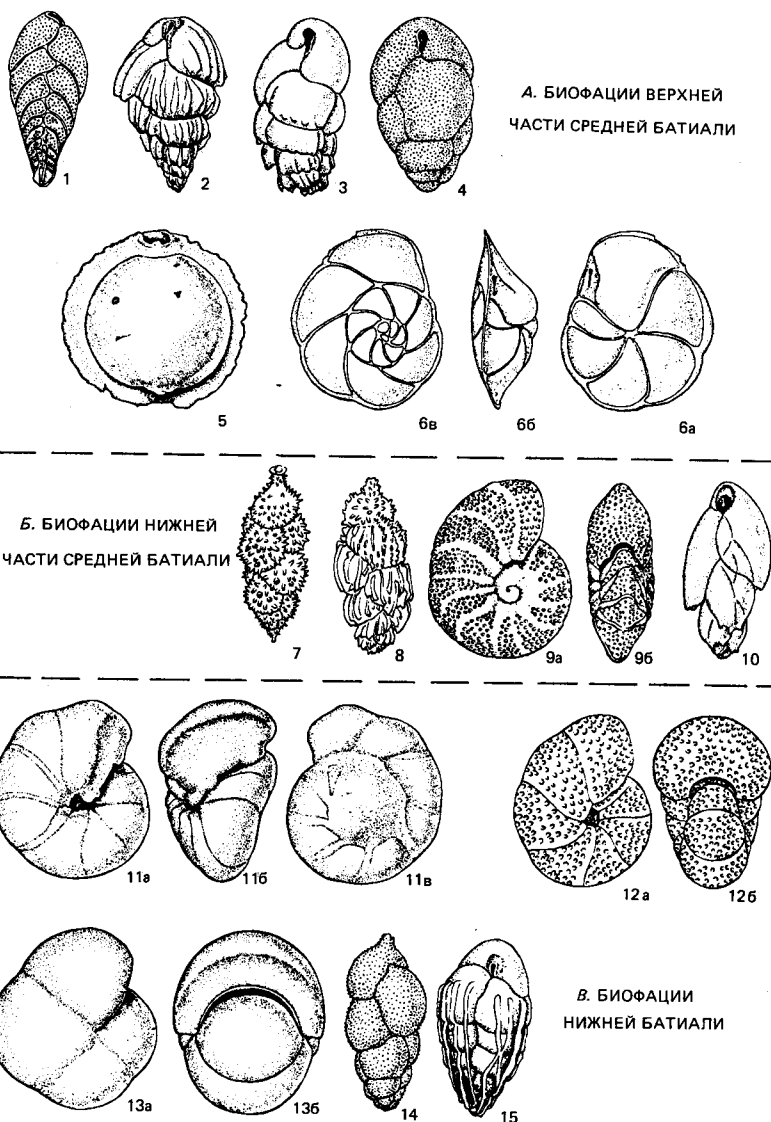 1
2
3
4
А. БИОФАЦИИ ВЕРХНЕЙ
ЧАСТИ СРЕДНЕЙ БАТИАЛИ
5
6в
6б
6а
Б. БИОФАЦИИ НИЖНЕЙ
ЧАСТИ СРЕДНЕЙ БАТИАЛИ
7
8
9а
9б
10
11а
11б
11в
12а
12б
13а
13б
14
15
В. БИОФАЦИИ
НИЖНЕЙ БАТИАЛИ